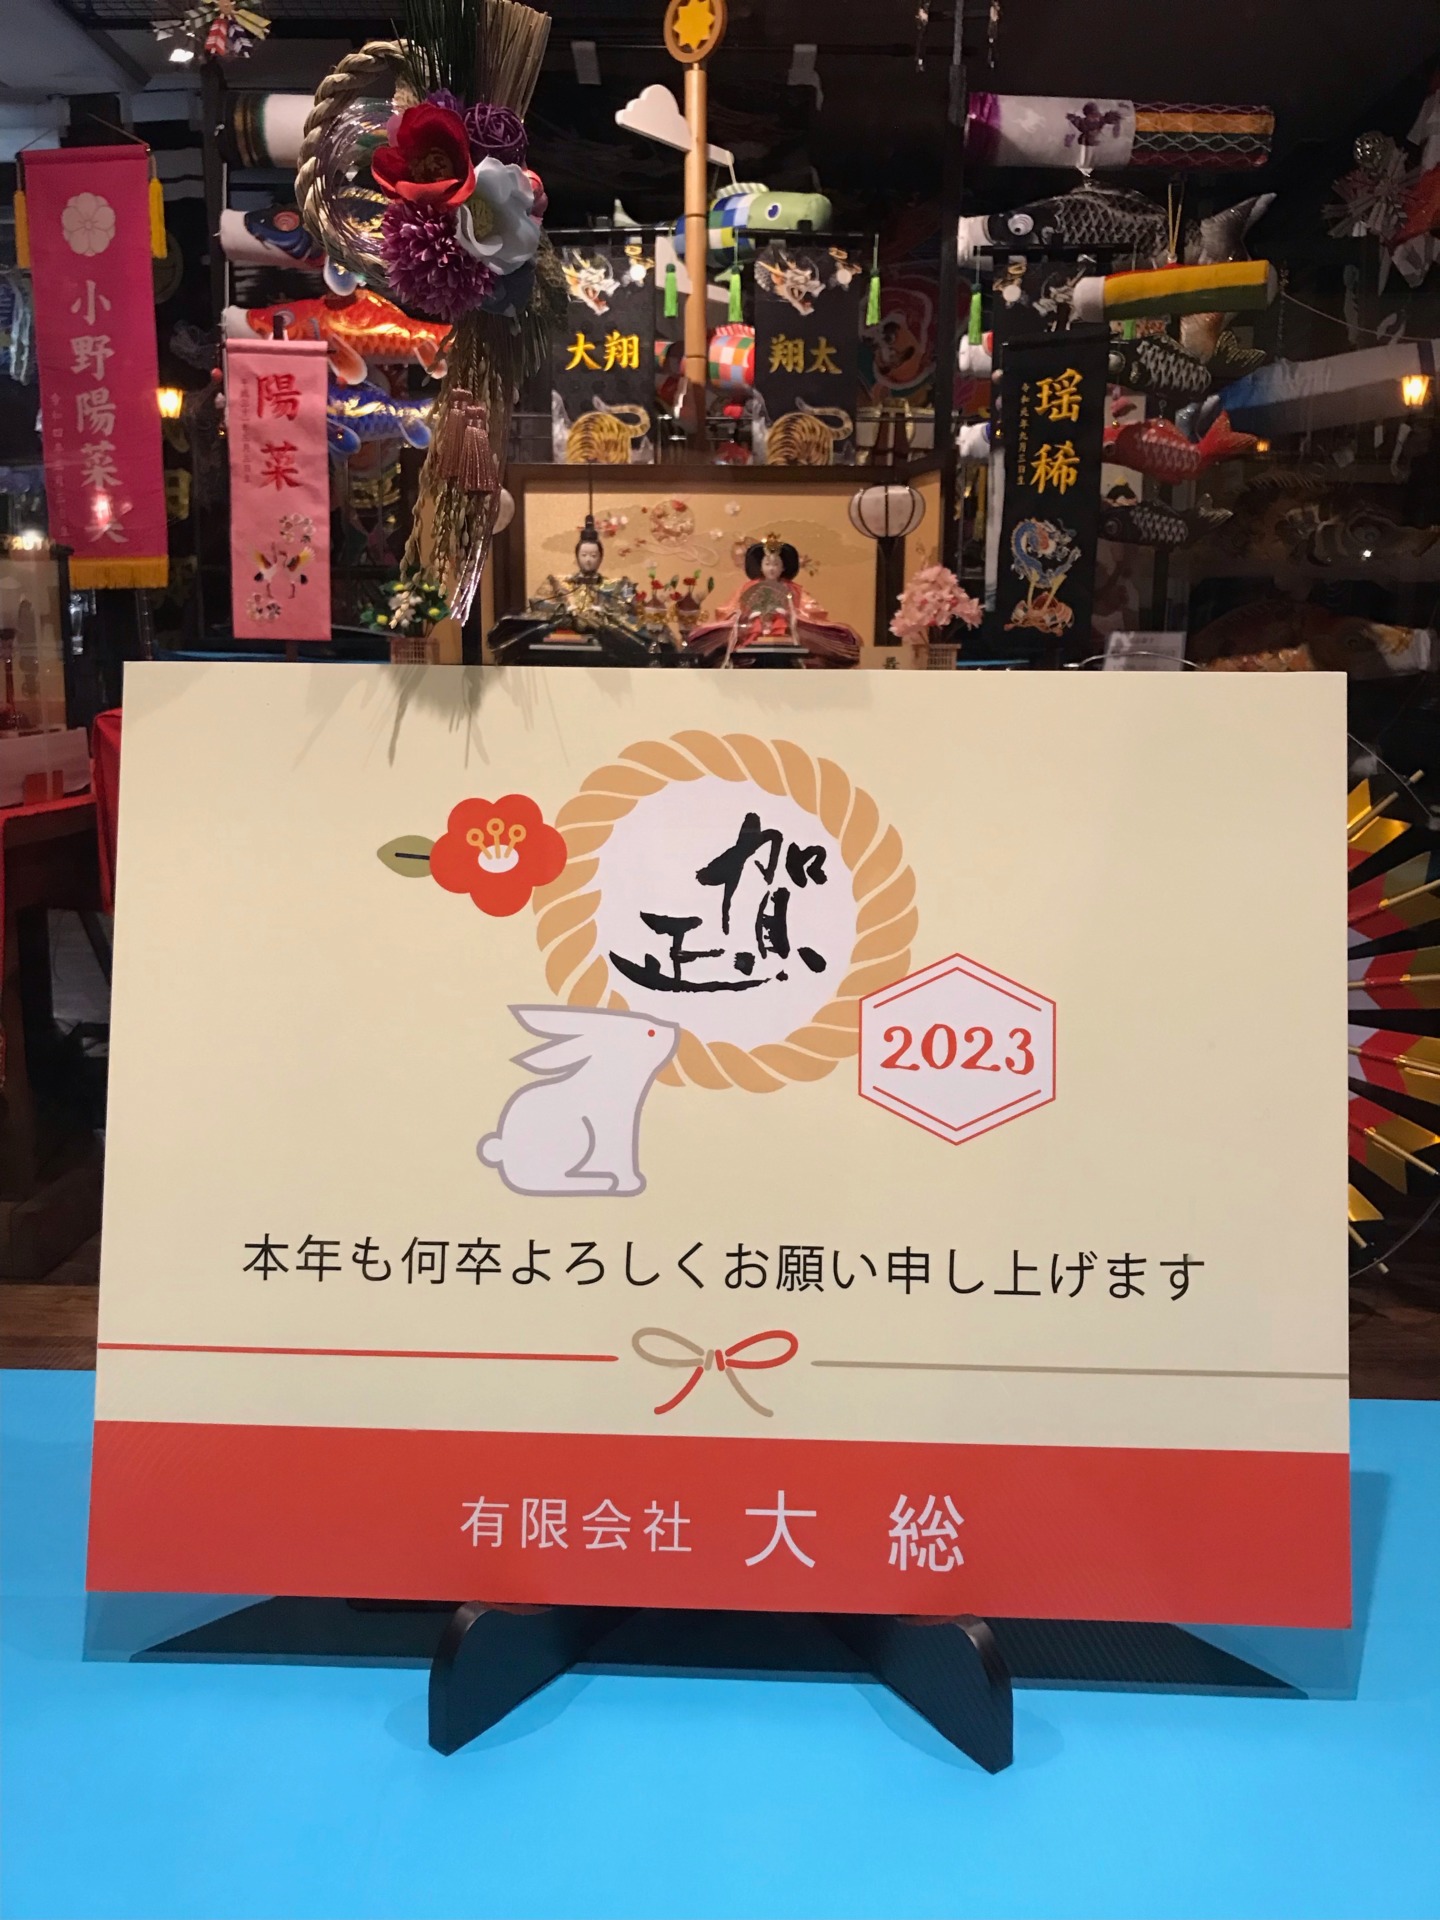 小野陽菜
陽菜
大翔
翔太
瑶稀
賀正
2023
本年も何卒よろしくお願い申し上げます
有限会社 大 総